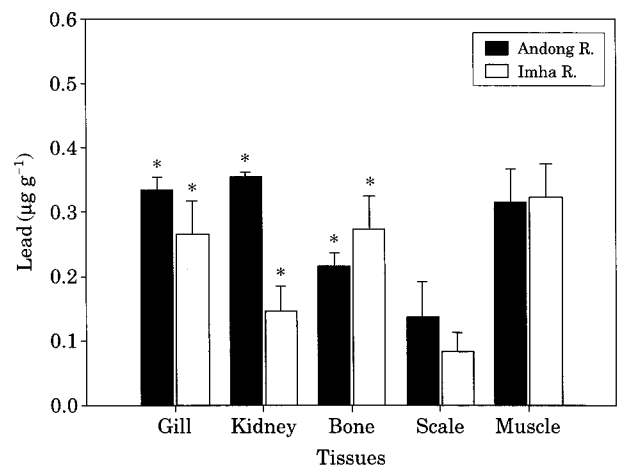 0.6
Andong R.
Imha R.
0.5
0.4
* * * * * *
0.3
0.2
0.1
0.0
Lead (µg g⁻¹)
Gill Kidney Bone Scale Muscle
Tissues